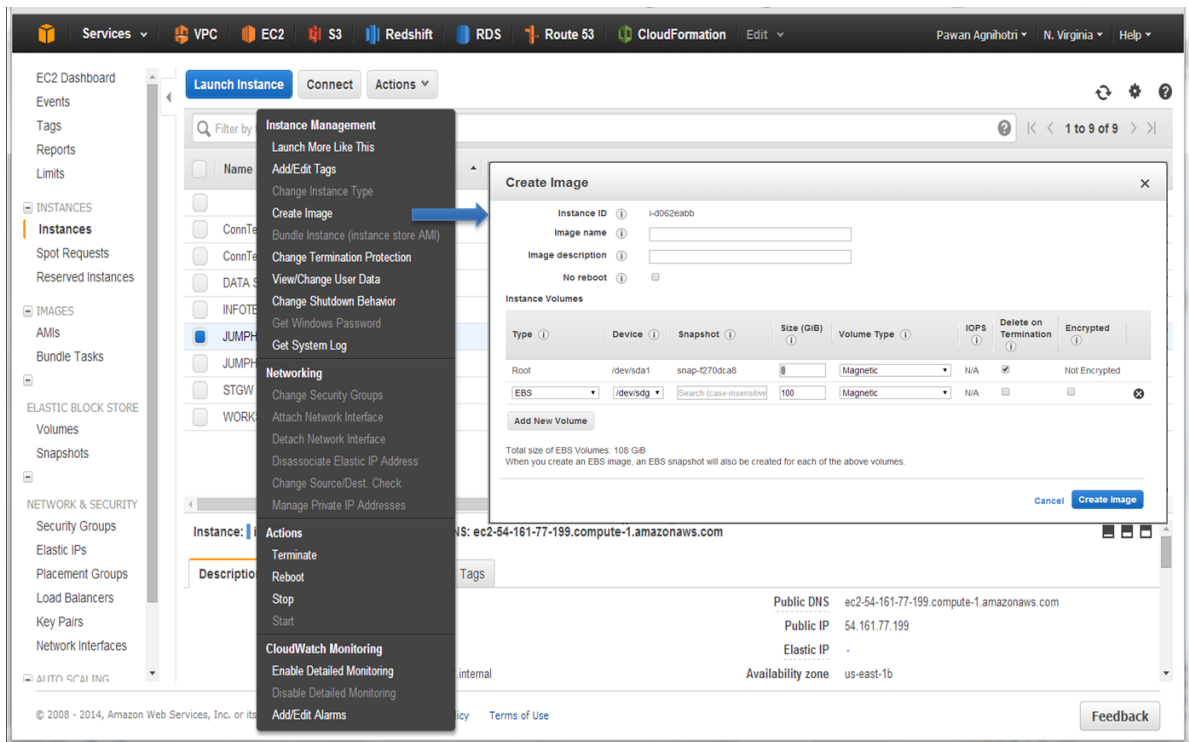 Services VPC EC2 S3 Redshift RDS Route 53 CloudFormation Edit Pawan Agnihotri N. Virginia Help
EC2 Dashboard
Events
Tags
Reports
Limits
INSTANCES
Instances
Spot Requests
Reserved Instances
IMAGES
AMIs
Bundle Tasks
ELASTIC BLOCK STORE
Volumes
Snapshots
NETWORK & SECURITY
Security Groups
Elastic IPs
Placement Groups
Load Balancers
Key Pairs
Network Interfaces
AUTO SCALING
Launch Instance Connect Actions
Filter by
1 to 9 of 9
Name
ConnTe
ConnTe
DATA S
INFOTE
JUMPH
JUMPH
STGW
WORK
Instance Management
Launch More Like This
Add/Edit Tags
Change Instance Type
Create Image
Bundle Instance (instance store AMI)
Change Termination Protection
View/Change User Data
Change Shutdown Behavior
Get Windows Password
Get System Log
Networking
Change Security Groups
Attach Network Interface
Detach Network Interface
Disassociate Elastic IP Address
Change Source/Dest. Check
Manage Private IP Addresses
Actions
Terminate
Reboot
Stop
Start
CloudWatch Monitoring
Enable Detailed Monitoring
Disable Detailed Monitoring
Add/Edit Alarms
Create Image
Instance ID i-d062eabb
Image name
Image description
No reboot
Instance Volumes
Type Device Snapshot Size (GiB) Volume Type IOPS Delete on Termination Encrypted
Root /dev/sda1 snap-f270dca8 8 Magnetic N/A Not Encrypted
EBS /dev/sdg Search (case-insensitive 100 Magnetic N/A
Add New Volume
Total size of EBS Volumes: 108 GiB
When you create an EBS image, an EBS snapshot will also be created for each of the above volumes.
Cancel Create Image
Instance: NS: ec2-54-161-77-199.compute-1.amazonaws.com
Descriptio Tags
Public DNS ec2-54-161-77-199.compute-1.amazonaws.com
Public IP 54.161.77.199
Elastic IP -
.internal Availability zone us-east-1b
© 2008 - 2014, Amazon Web Services, Inc. or its icy Terms of Use Feedback